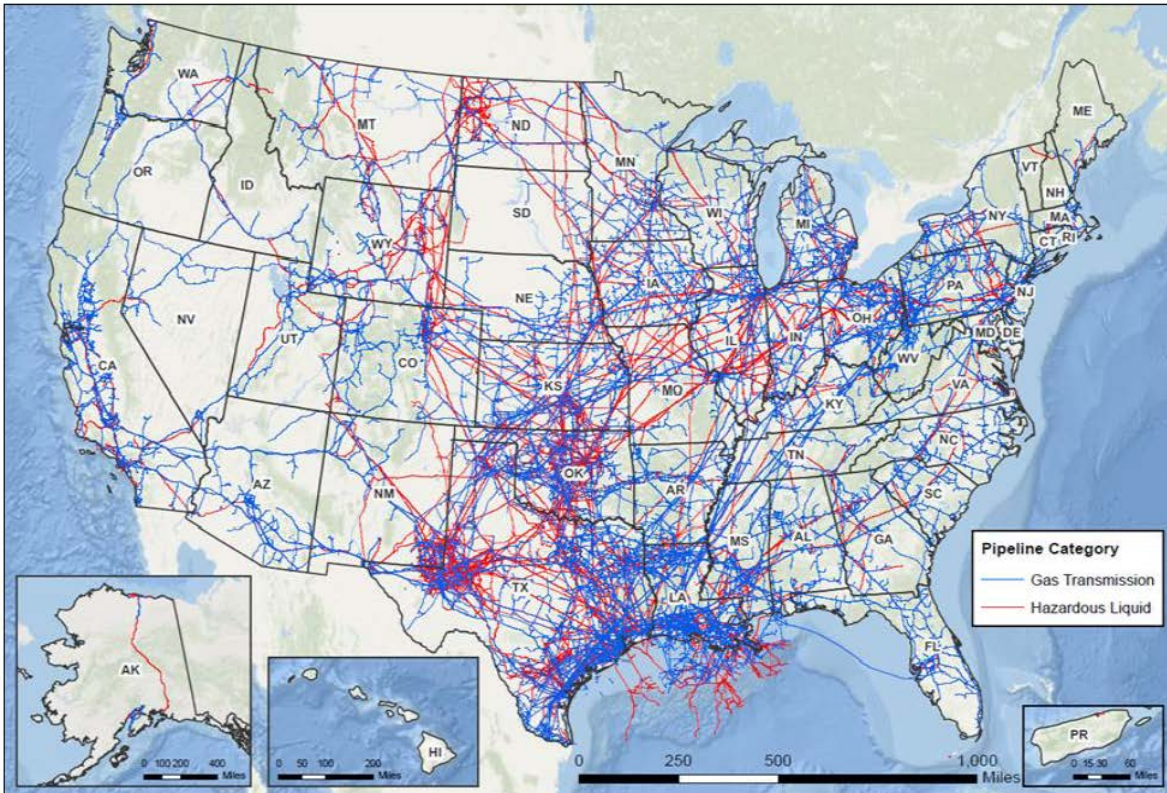 WA
MT
ND
MN
ME
OR
ID
SD
WI
MI
VT
NH
NY
MA
CT RI
WY
IA
NE
PA
NJ
NV
UT
CO
IL
IN
OH
MD DE
WV
CA
KS
MO
KY
VA
AZ
NM
OK
AR
TN
NC
SC
TX
LA
MS
AL
GA
FL
Pipeline Category
Gas Transmission
Hazardous Liquid
AK
0 100 200 400
Miles
HI
0 50 100 200
Miles
0 250 500 1,000
Miles
PR
0 15 30 60
Miles